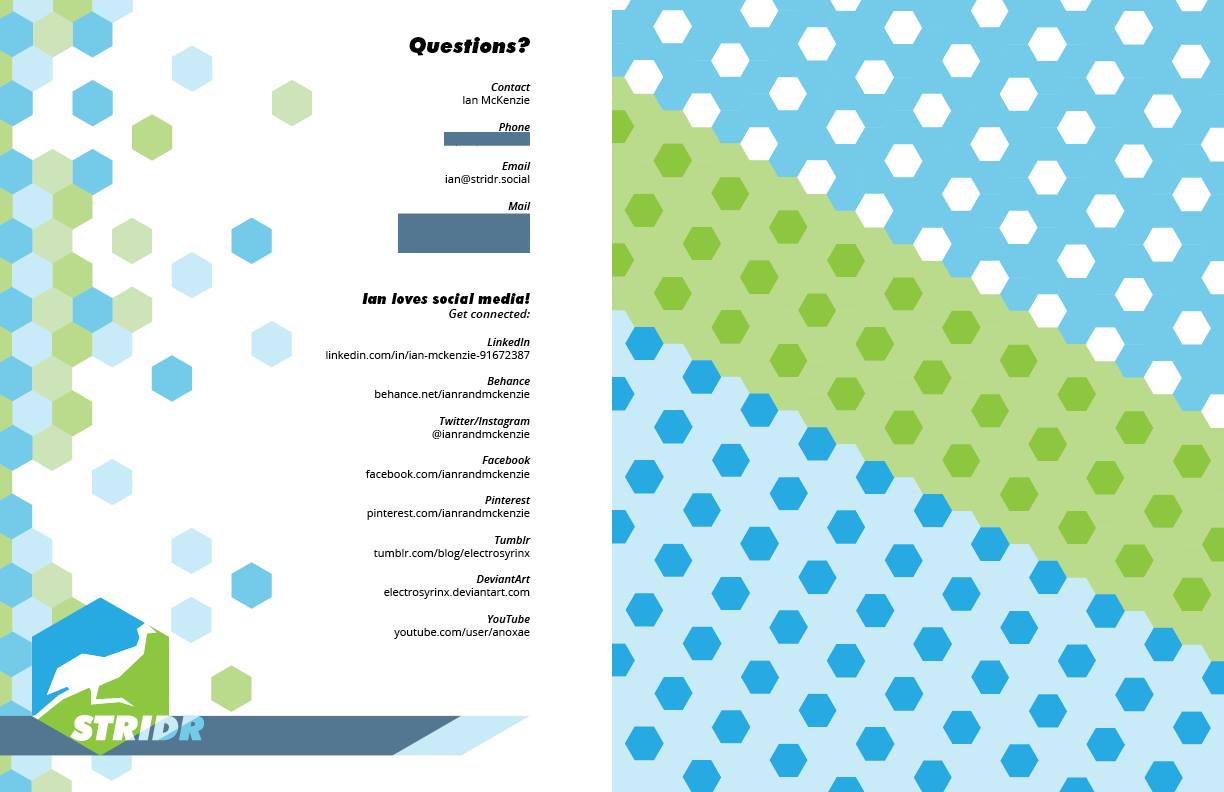 Questions?
Contact
Ian McKenzie
Phone
Email
ian@stridr.social
Mail
Ian loves social media!
Get connected:
LinkedIn
linkedin.com/in/ian-mckenzie-91672387
Behance
behance.net/ianrandmckenzie
Twitter/Instagram
@ianrandmckenzie
Facebook
facebook.com/ianrandmckenzie
Pinterest
pinterest.com/ianrandmckenzie
Tumblr
tumblr.com/blog/electrosyrinx
DeviantArt
electrosyrinx.deviantart.com
YouTube
youtube.com/user/anoxae
STRIDR